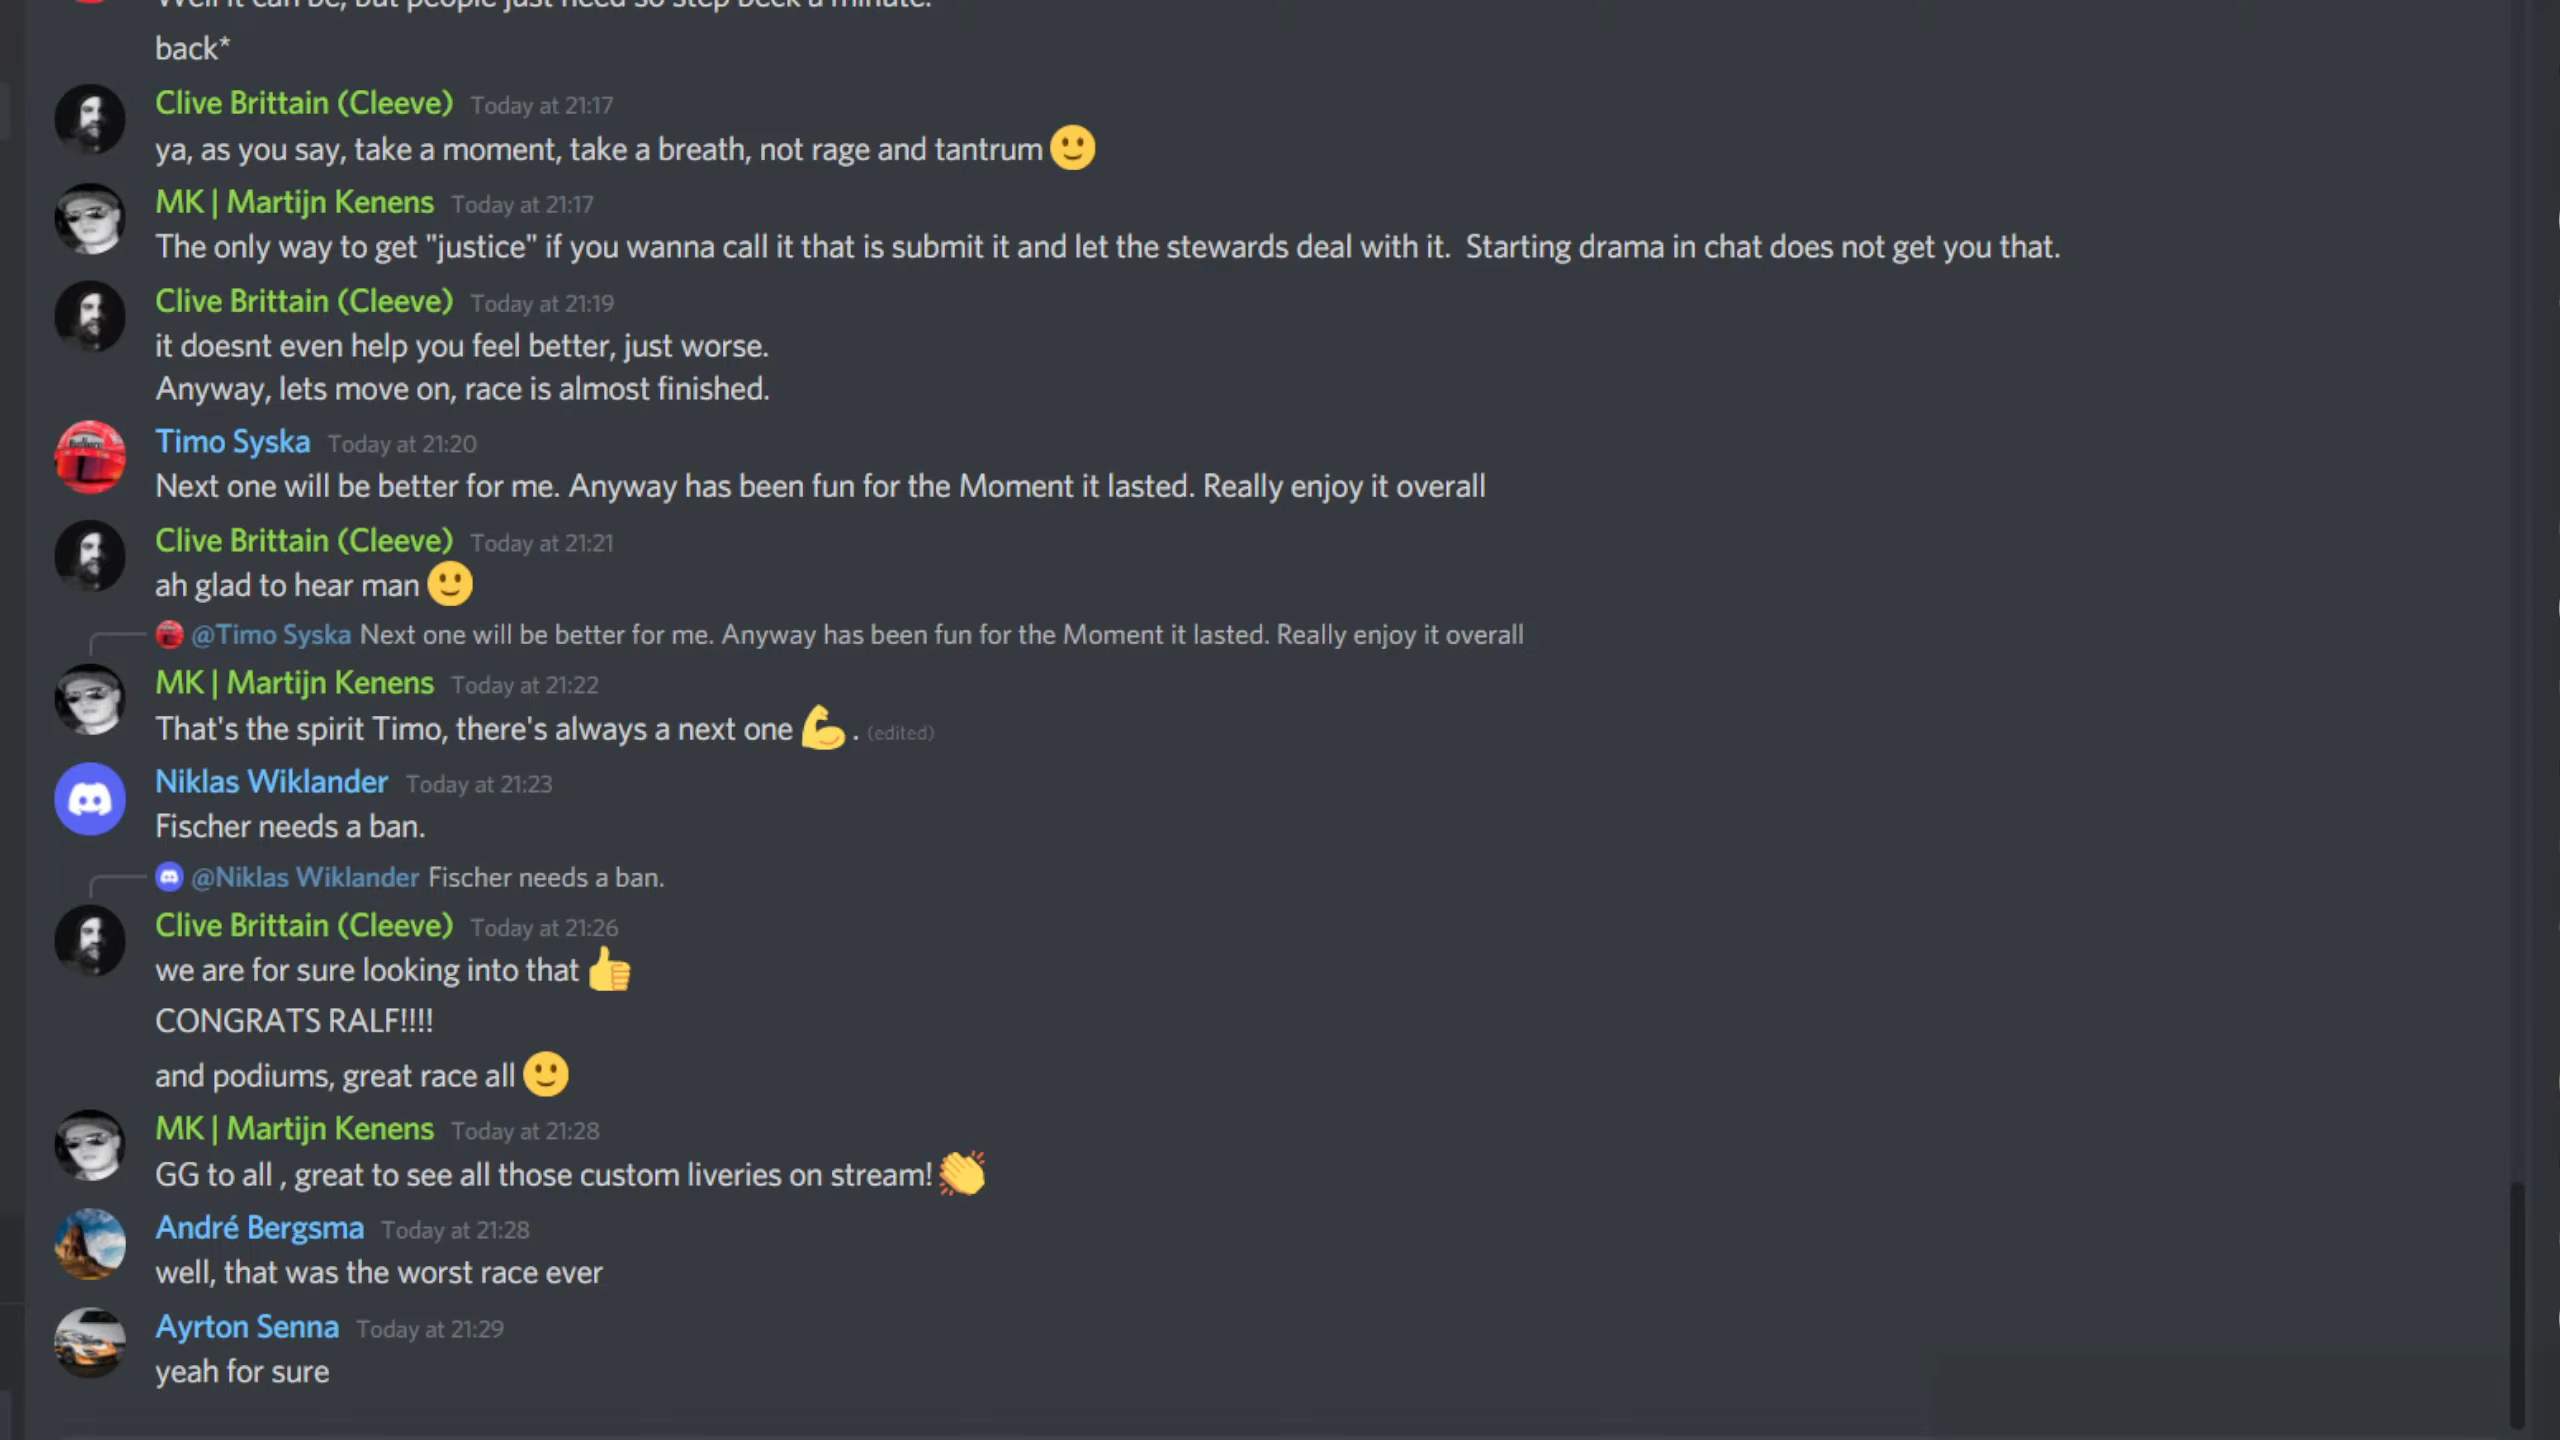 Well it can be, but people just need so step beck a minute.
back*
Clive Brittain (Cleeve) Today at 21:17
ya, as you say, take a moment, take a breath, not rage and tantrum 🙂
MK | Martijn Kenens Today at 21:17
The only way to get "justice" if you wanna call it that is submit it and let the stewards deal with it. Starting drama in chat does not get you that.
Clive Brittain (Cleeve) Today at 21:19
it doesnt even help you feel better, just worse.
Anyway, lets move on, race is almost finished.
Timo Syska Today at 21:20
Next one will be better for me. Anyway has been fun for the Moment it lasted. Really enjoy it overall
Clive Brittain (Cleeve) Today at 21:21
ah glad to hear man 🙂
@Timo Syska Next one will be better for me. Anyway has been fun for the Moment it lasted. Really enjoy it overall
MK | Martijn Kenens Today at 21:22
That's the spirit Timo, there's always a next one 💪 . (edited)
Niklas Wiklander Today at 21:23
Fischer needs a ban.
@Niklas Wiklander Fischer needs a ban.
Clive Brittain (Cleeve) Today at 21:26
we are for sure looking into that 👍
CONGRATS RALF!!!!
and podiums, great race all 🙂
MK | Martijn Kenens Today at 21:28
GG to all , great to see all those custom liveries on stream! 👏
André Bergsma Today at 21:28
well, that was the worst race ever
Ayrton Senna Today at 21:29
yeah for sure